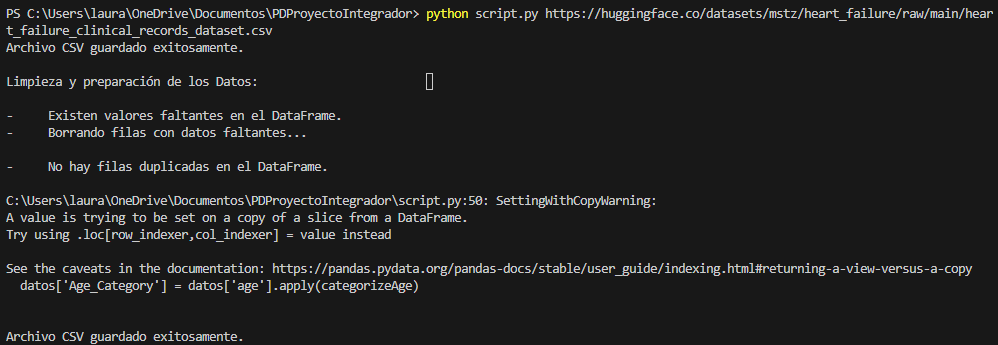 PS C:\Users\laura\OneDrive\Documentos\PDProyectoIntegrador> python script.py https://huggingface.co/datasets/mstz/heart_failure/raw/main/hear
t_failure_clinical_records_dataset.csv
Archivo CSV guardado exitosamente.
Limpieza y preparación de los Datos:
-     Existen valores faltantes en el DataFrame.
-     Borrando filas con datos faltantes...
-     No hay filas duplicadas en el DataFrame.
C:\Users\laura\OneDrive\Documentos\PDProyectoIntegrador\script.py:50: SettingWithCopyWarning:
A value is trying to be set on a copy of a slice from a DataFrame.
Try using .loc[row_indexer,col_indexer] = value instead
See the caveats in the documentation: https://pandas.pydata.org/pandas-docs/stable/user_guide/indexing.html#returning-a-view-versus-a-copy
  datos['Age_Category'] = datos['age'].apply(categorizeAge)
Archivo CSV guardado exitosamente.